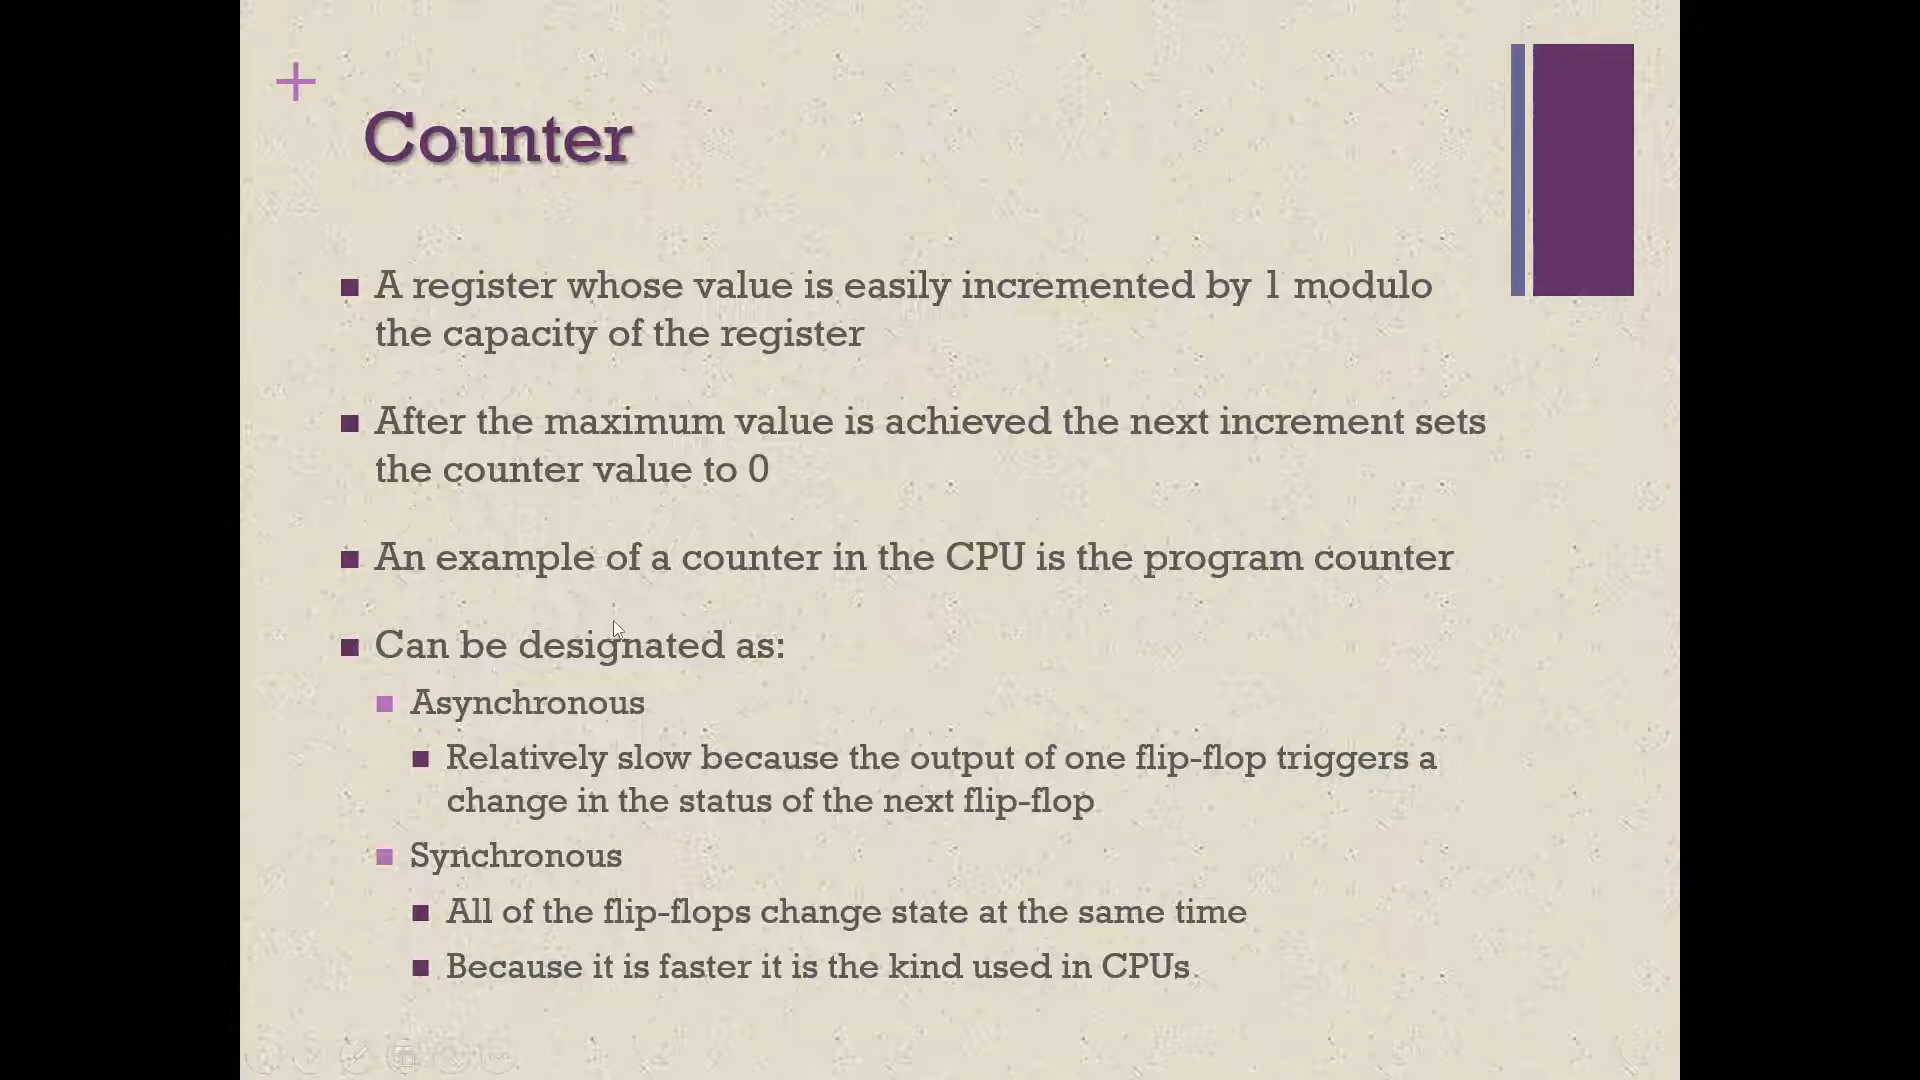 +
Counter
■ A register whose value is easily incremented by 1 modulo
the capacity of the register
■ After the maximum value is achieved the next increment sets
the counter value to 0
■ An example of a counter in the CPU is the program counter
■ Can be designated as:
■ Asynchronous
■ Relatively slow because the output of one flip-flop triggers a
change in the status of the next flip-flop
■ Synchronous
■ All of the flip-flops change state at the same time
■ Because it is faster it is the kind used in CPUs